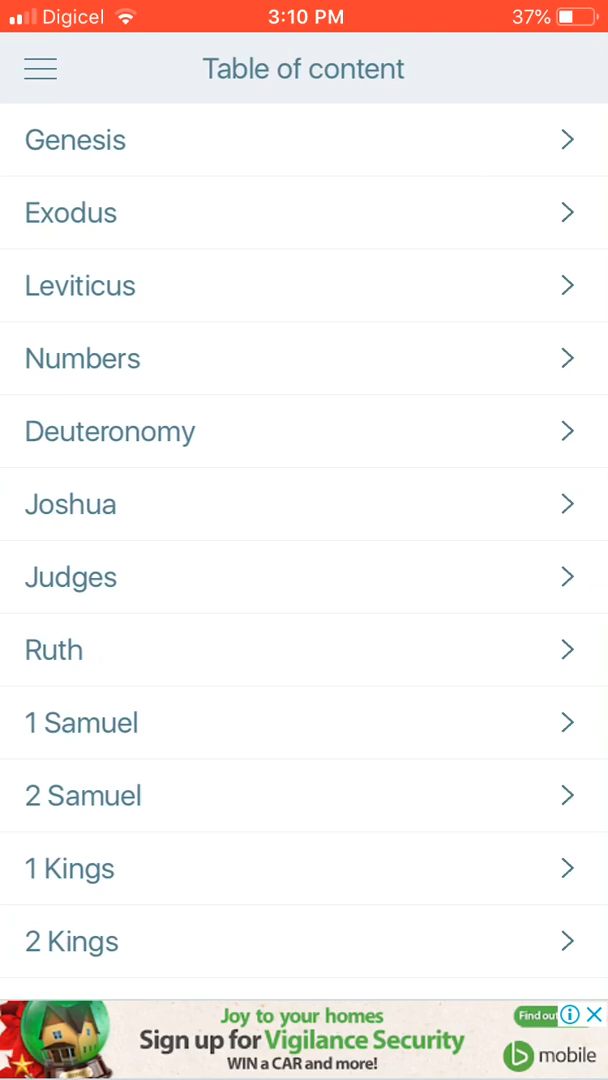 Digicel 3:10 PM 37%
Table of content
Genesis
Exodus
Leviticus
Numbers
Deuteronomy
Joshua
Judges
Ruth
1 Samuel
2 Samuel
1 Kings
2 Kings
Joy to your homes
Sign up for Vigilance Security
WIN a CAR and more!
Find out
b mobile